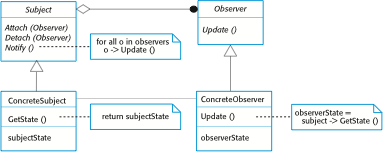 Subject
Attach (Observer)
Detach (Observer)
Notify ()
for all o in observers
o -> Update ()
Observer
Update ()
ConcreteSubject
GetState ()
subjectState
return subjectState
ConcreteObserver
Update ()
observerState
observerState =
subject -> GetState ()